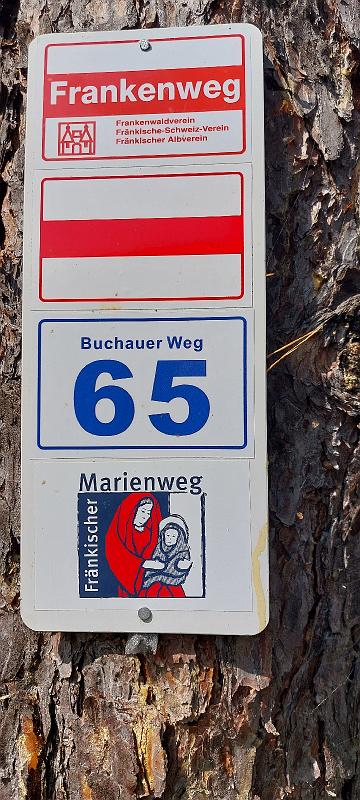 Frankenweg
Frankenwaldverein
Fränkische-Schweiz-Verein
Fränkischer Albverein
Buchauer Weg
65
Marienweg
Fränkischer